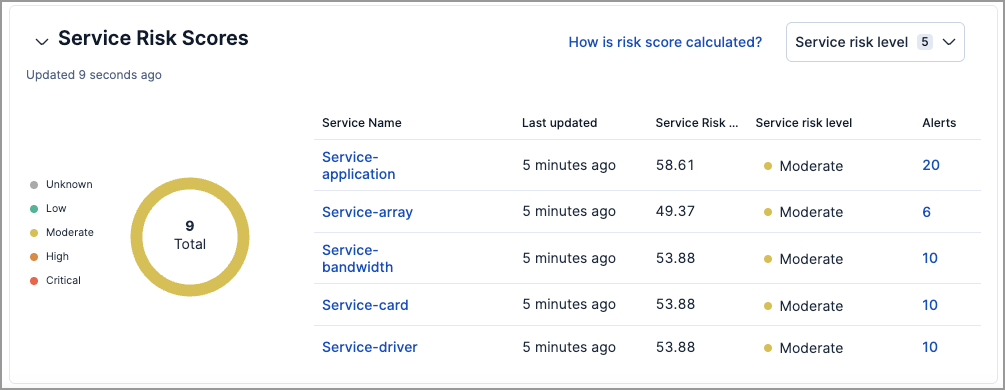 Service Risk Scores
How is risk score calculated?
Service risk level 5
Updated 9 seconds ago
Unknown
Low
Moderate
High
Critical
9
Total
Service Name Last updated Service Risk ... Service risk level Alerts
Service-
application 5 minutes ago 58.61 Moderate 20
Service-array 5 minutes ago 49.37 Moderate 6
Service-
bandwidth 5 minutes ago 53.88 Moderate 10
Service-card 5 minutes ago 53.88 Moderate 10
Service-driver 5 minutes ago 53.88 Moderate 10